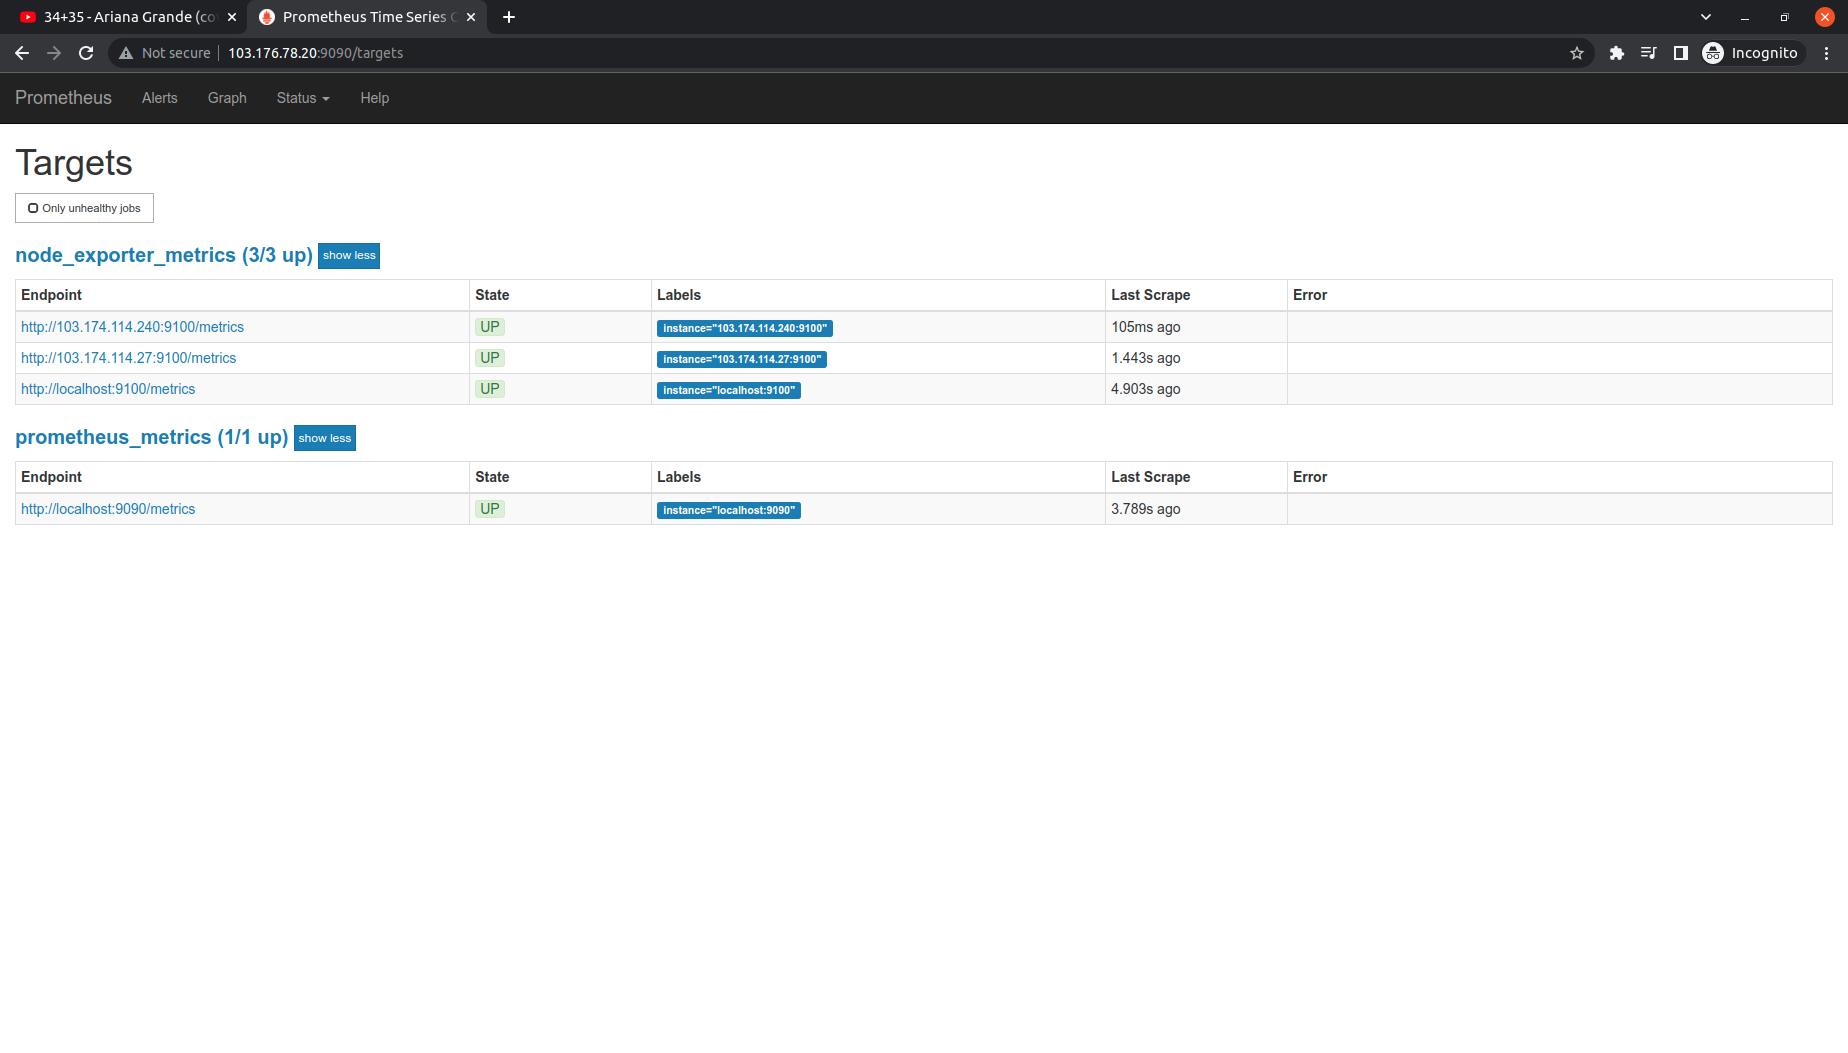 34+35 - Ariana Grande (co
Prometheus Time Series C
Not secure 103.176.78.20:9090/targets
Incognito
Prometheus Alerts Graph Status Help
Targets
Only unhealthy jobs
node_exporter_metrics (3/3 up) show less
Endpoint State Labels Last Scrape Error
http://103.174.114.240:9100/metrics UP instance="103.174.114.240:9100" 105ms ago
http://103.174.114.27:9100/metrics UP instance="103.174.114.27:9100" 1.443s ago
http://localhost:9100/metrics UP instance="localhost:9100" 4.903s ago
prometheus_metrics (1/1 up) show less
Endpoint State Labels Last Scrape Error
http://localhost:9090/metrics UP instance="localhost:9090" 3.789s ago